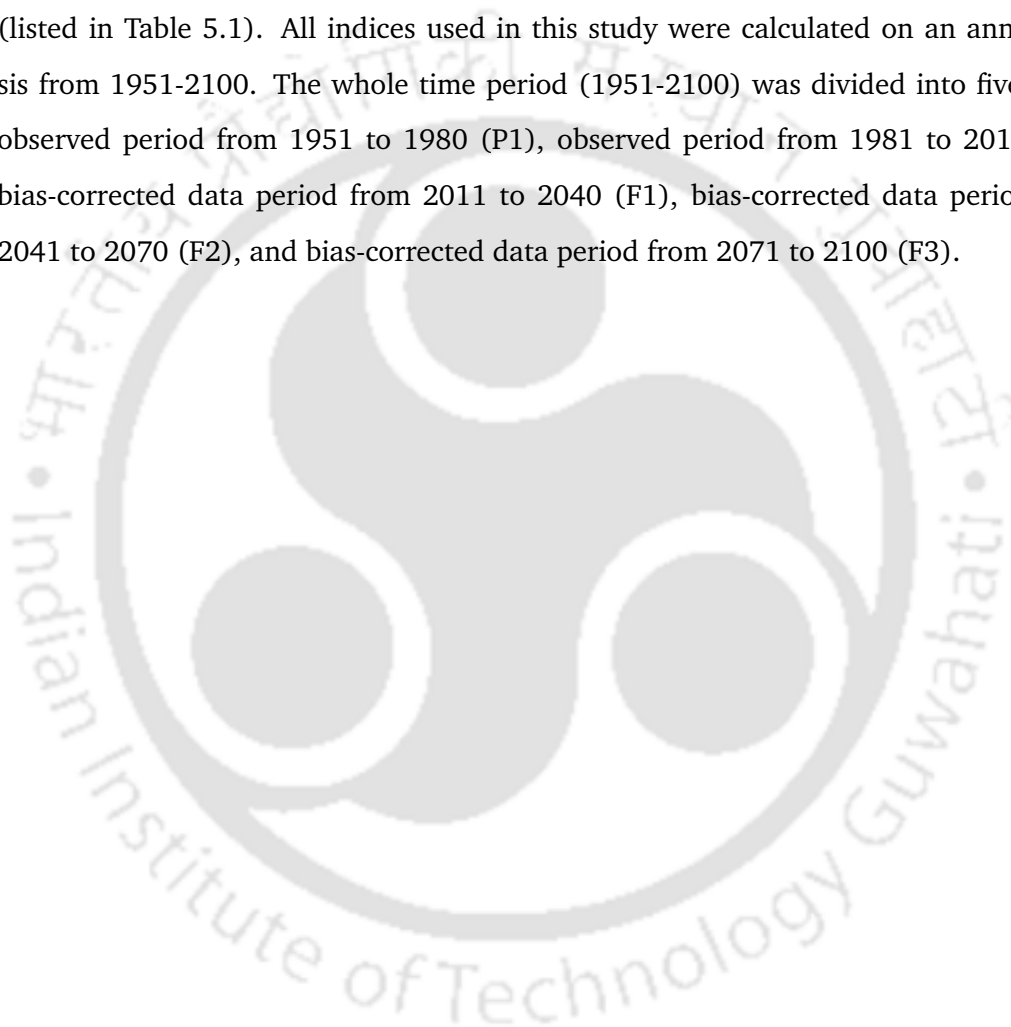 (listed in Table 5.1). All indices used in this study were calculated on an ann
sis from 1951-2100. The whole time period (1951-2100) was divided into five
observed period from 1951 to 1980 (P1), observed period from 1981 to 201
bias-corrected data period from 2011 to 2040 (F1), bias-corrected data perio
2041 to 2070 (F2), and bias-corrected data period from 2071 to 2100 (F3).
Indian Institute of Technology Guwahati